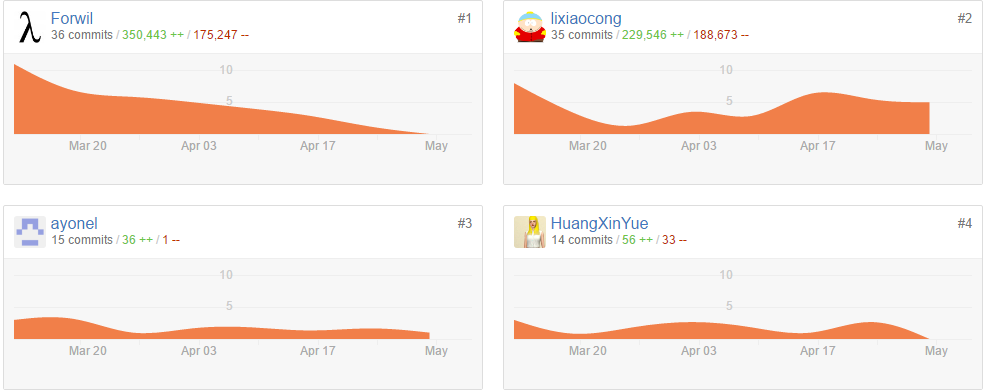 λ Forwil #1
36 commits / 350,443 ++ / 175,247 --
10
5
Mar 20 Apr 03 Apr 17 May
lixiaocong #2
35 commits / 229,546 ++ / 188,673 --
10
5
Mar 20 Apr 03 Apr 17 May
ayonel #3
15 commits / 36 ++ / 1 --
10
5
Mar 20 Apr 03 Apr 17 May
HuangXinYue #4
14 commits / 56 ++ / 33 --
10
5
Mar 20 Apr 03 Apr 17 May